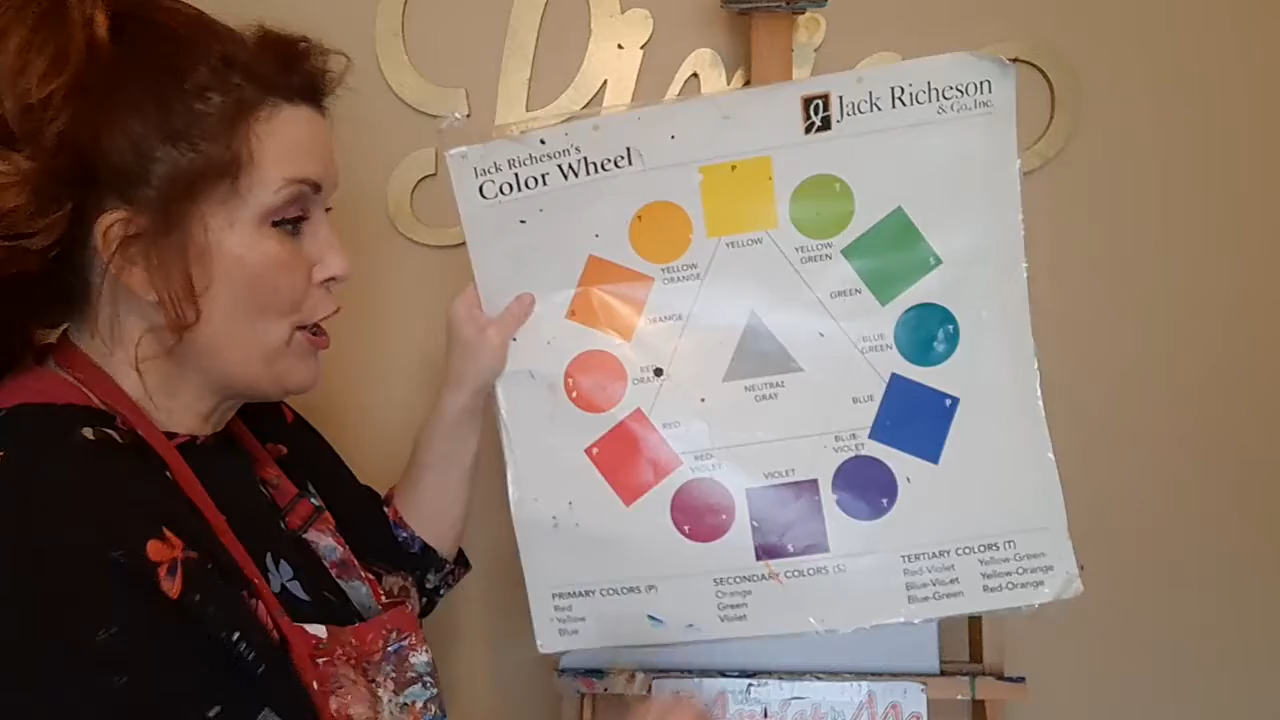 Jack Richeson
& Co., Inc.
Jack Richeson's
Color Wheel
P
YELLOW
T
YELLOW-
GREEN
T
YELLOW-
ORANGE
S
GREEN
S
ORANGE
T
BLUE-
GREEN
T
RED-
ORANGE
NEUTRAL
GRAY
P
BLUE
P
RED
BLUE-
VIOLET
T
RED-
VIOLET
T
VIOLET
S
PRIMARY COLORS (P)
Red
Yellow
Blue
SECONDARY COLORS (S)
Orange
Green
Violet
TERTIARY COLORS (T)
Red-Violet
Blue-Violet
Blue-Green
Yellow-Green
Yellow-Orange
Red-Orange